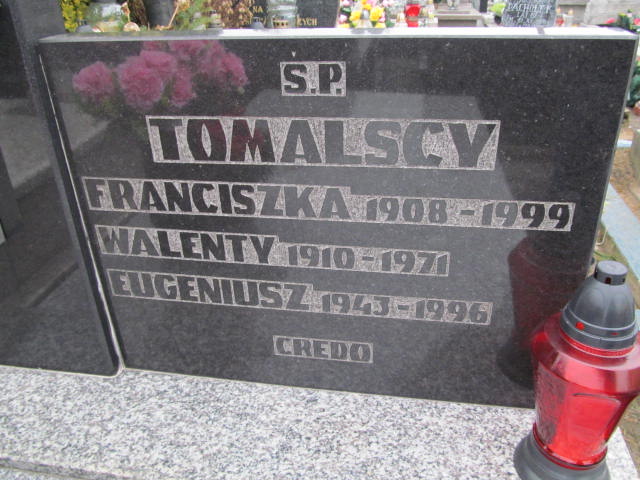 Ś.P.
TOMALSCY
FRANCISZKA 1908-1999
WALENTY 1910-1971
EUGENIUSZ 1943-1996
CREDO